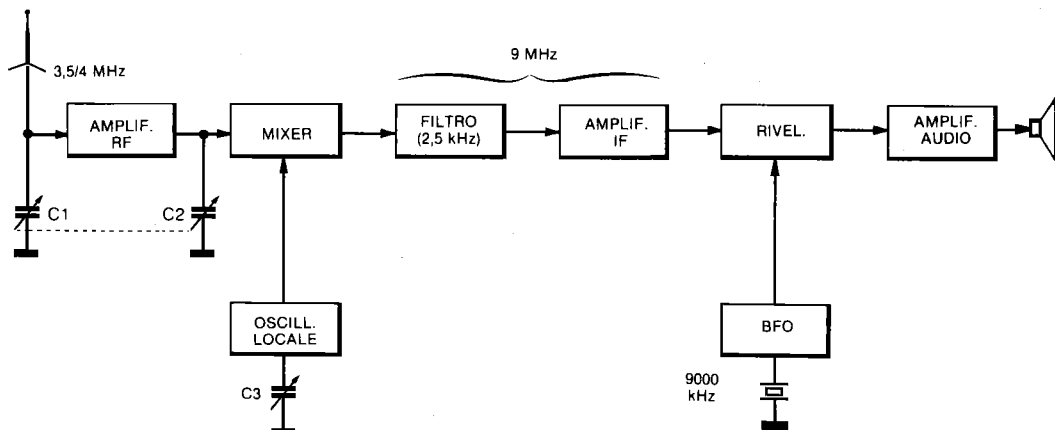 9 MHz
3,5/4 MHz
AMPLIF.
RF
MIXER
FILTRO
(2,5 kHz)
AMPLIF.
IF
RIVEL.
AMPLIF.
AUDIO
C1
C2
OSCILL.
LOCALE
BFO
C3
9000
kHz